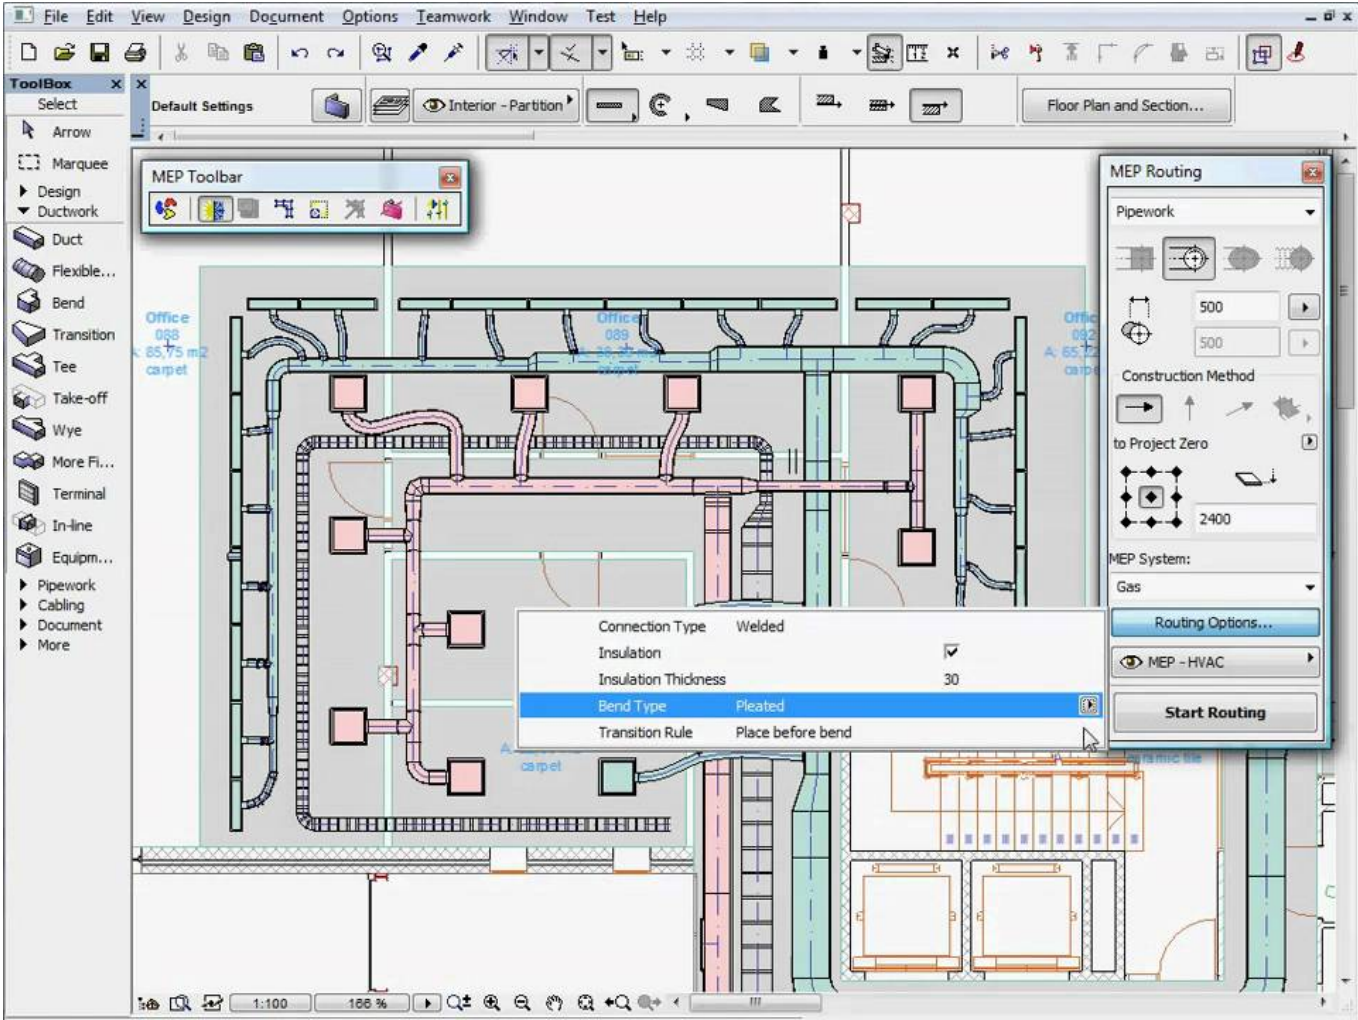 File Edit View Design Document Options Teamwork Window Test Help
ToolBox
Select
Arrow
Marquee
Design
Ductwork
Duct
Flexible...
Bend
Transition
Tee
Take-off
Wye
More Fi...
Terminal
In-line
Equipm...
Pipework
Cabling
Document
More
Default Settings
Interior - Partition
Floor Plan and Section...
MEP Toolbar
Office
088
85,75 m2
carpet
Office
089
carpet
092
MEP Routing
Pipework
500
500
Construction Method
to Project Zero
2400
MEP System:
Gas
Routing Options...
MEP - HVAC
Start Routing
Connection Type Welded
Insulation
Insulation Thickness 30
Bend Type Pleated
Transition Rule Place before bend
carpet
1:100 166 %